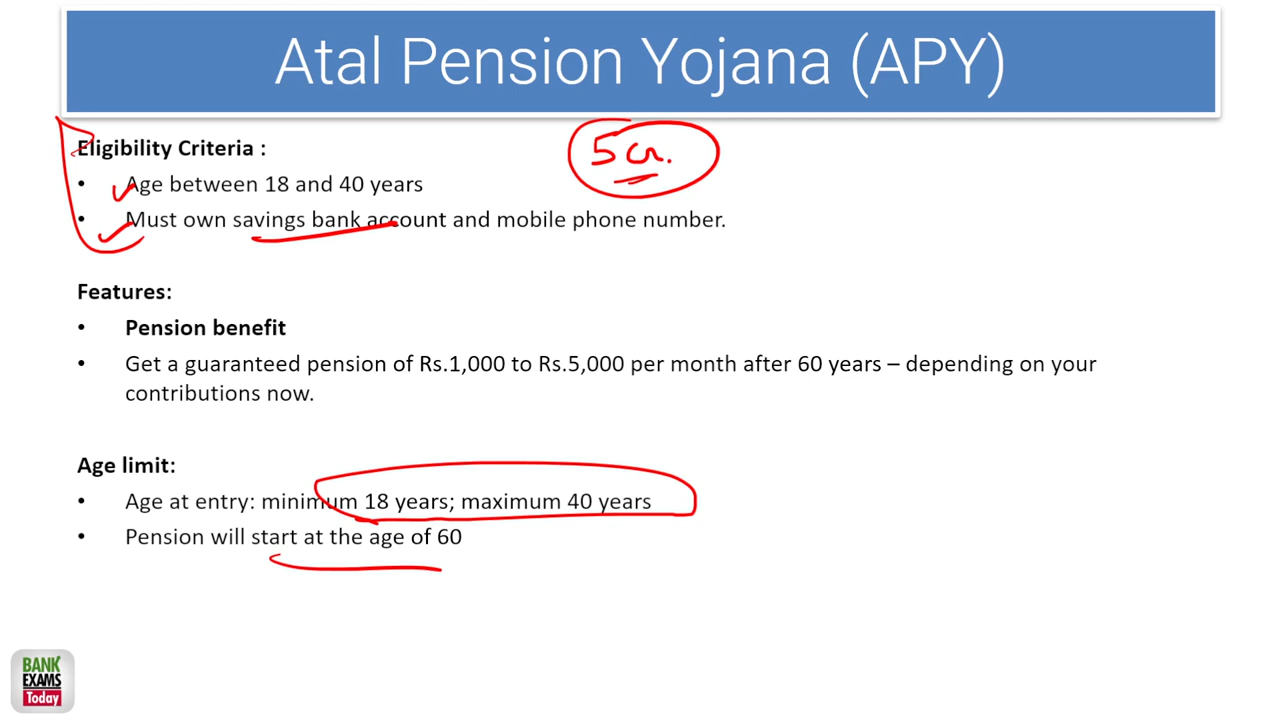 Atal Pension Yojana (APY)
Eligibility Criteria :
5 cr.
• Age between 18 and 40 years
• Must own savings bank account and mobile phone number.
Features:
• Pension benefit
• Get a guaranteed pension of Rs.1,000 to Rs.5,000 per month after 60 years – depending on your
contributions now.
Age limit:
• Age at entry: minimum 18 years; maximum 40 years
• Pension will start at the age of 60
BANK
EXAMS
Today